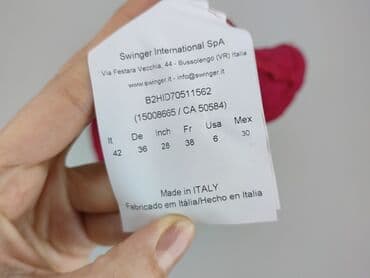 Swinger International SpA
Via Festara Vecchia, 44 - Bussolengo (VR) Italia
www.swinger.it - info@swinger.it
B2HID70511562
(15008665 / CA 50584)
It. De Inch Fr Usa Mex
42 36 28 38 6 30
Made in ITALY
Fabricado em Itália/Hecho en Italia